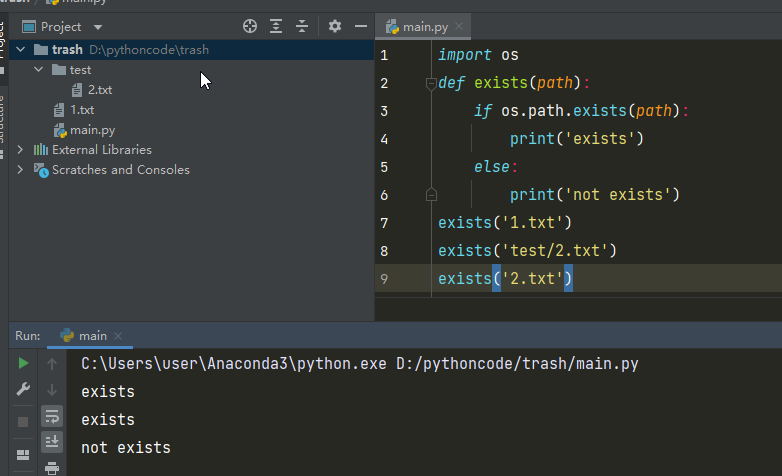 trash main.py
Project
trash D:\pythoncode\trash
test
2.txt
1.txt
main.py
External Libraries
Scratches and Consoles
Project
Structure
main.py
1 import os
2 def exists(path):
3 if os.path.exists(path):
4 print('exists')
5 else:
6 print('not exists')
7 exists('1.txt')
8 exists('test/2.txt')
9 exists('2.txt')
Run: main
C:\Users\user\Anaconda3\python.exe D:/pythoncode/trash/main.py
exists
exists
not exists